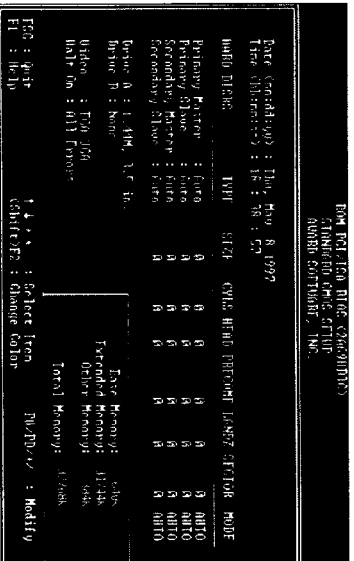 ROM PCI/ISA BIOS
STANDARD CMOS SETUP
AWARD SOFTWARE, INC.
Date (mm:dd:yy) : Thu, May 8 1997
Time (hh:mm:ss) : 16 : 38 : 57
HARD DISKS TYPE SIZE CYLS HEAD PRECOMP LANDZ SECTOR MODE
Primary Master : Auto 0 0 0 0 0 0 AUTO
Primary Slave : Auto 0 0 0 0 0 0 AUTO
Secondary Master : Auto 0 0 0 0 0 0 AUTO
Secondary Slave : Auto 0 0 0 0 0 0 AUTO
Drive A : 1.44M, 3.5 in.
Drive B : None
Video : EGA/VGA
Halt On : All Errors
Base Memory:
Extended Memory:
Other Memory: 384K
Total Memory: 32768K
ESC : Quit ↑ ↓ → ← : Select Item PU/PD/+/- : Modify
F1 : Help (Shift)F2 : Change Color